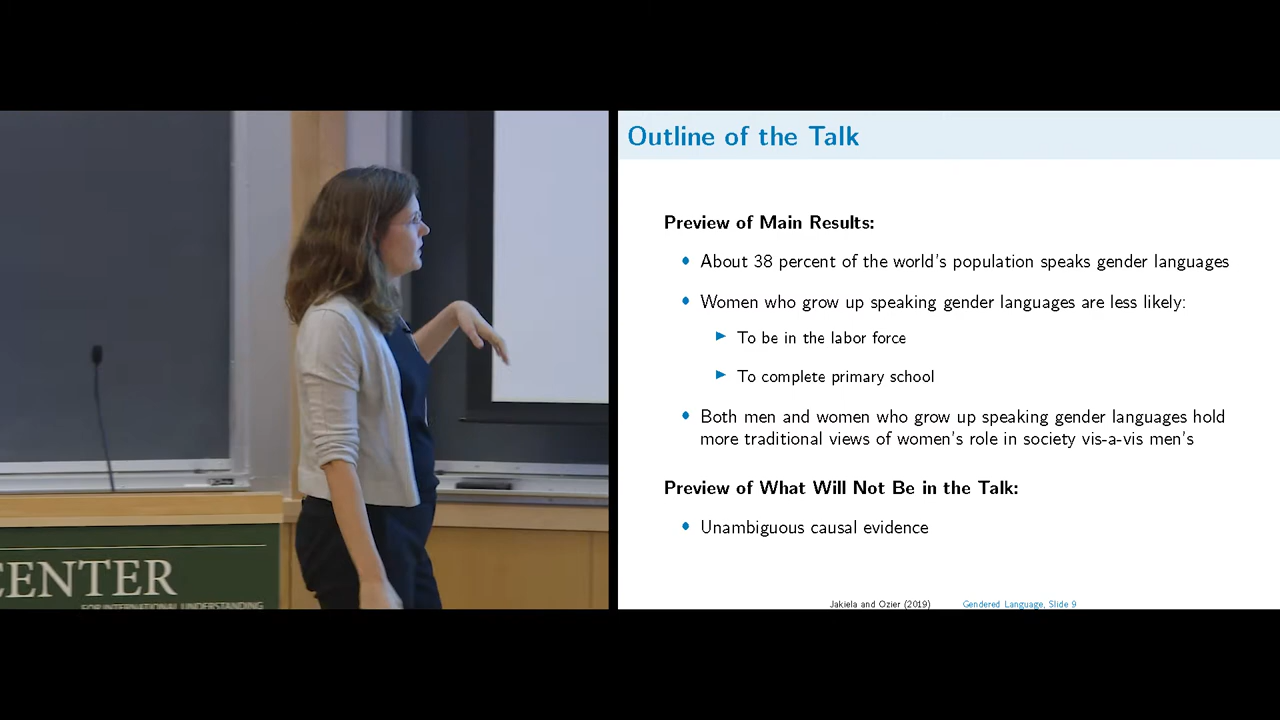 CENTER
FOR INTERNATIONAL UNDERSTANDING
Outline of the Talk
Preview of Main Results:
• About 38 percent of the world's population speaks gender languages
• Women who grow up speaking gender languages are less likely:
► To be in the labor force
► To complete primary school
• Both men and women who grow up speaking gender languages hold
more traditional views of women's role in society vis-a-vis men's
Preview of What Will Not Be in the Talk:
• Unambiguous causal evidence
Jakiela and Ozier (2019) Gendered Language, Slide 9